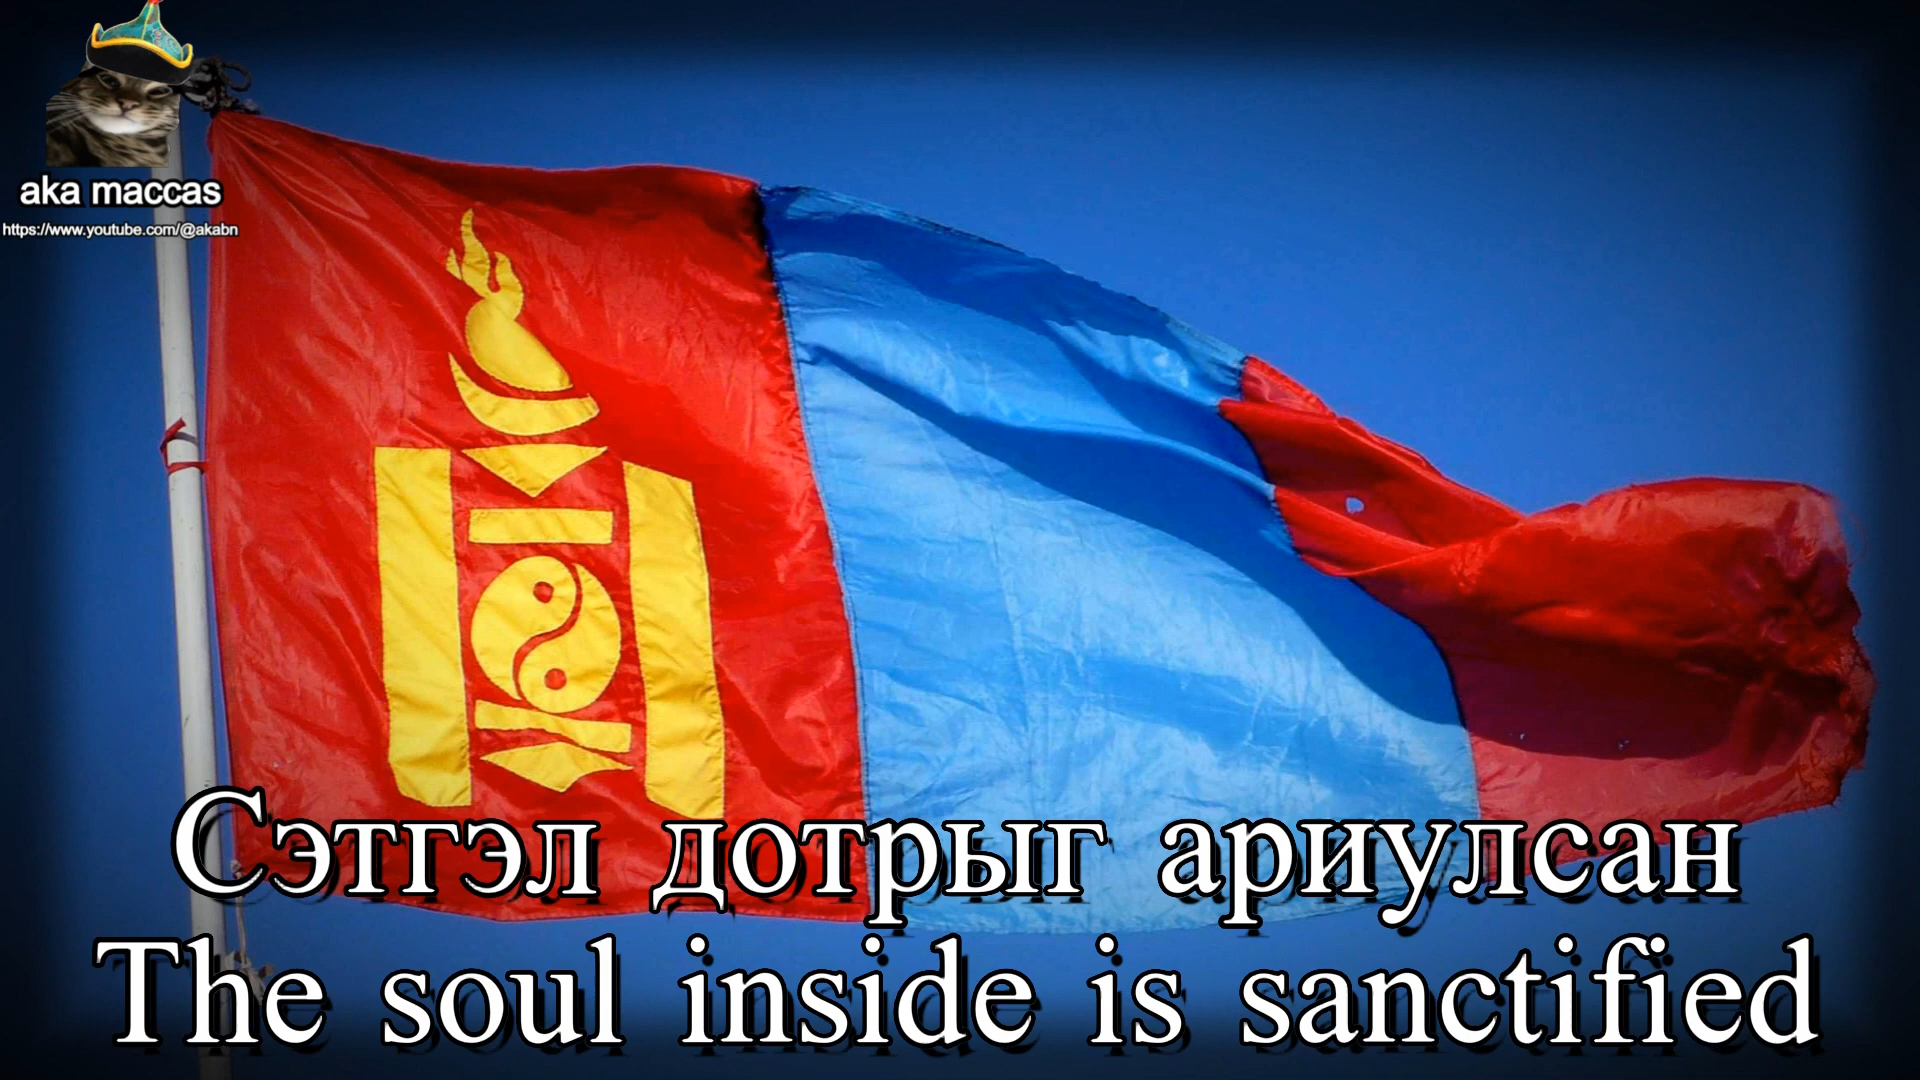 aka maccas
https://www.youtube.com/@akabn
Сэтгэл дотрыг ариулсан
The soul inside is sanctified